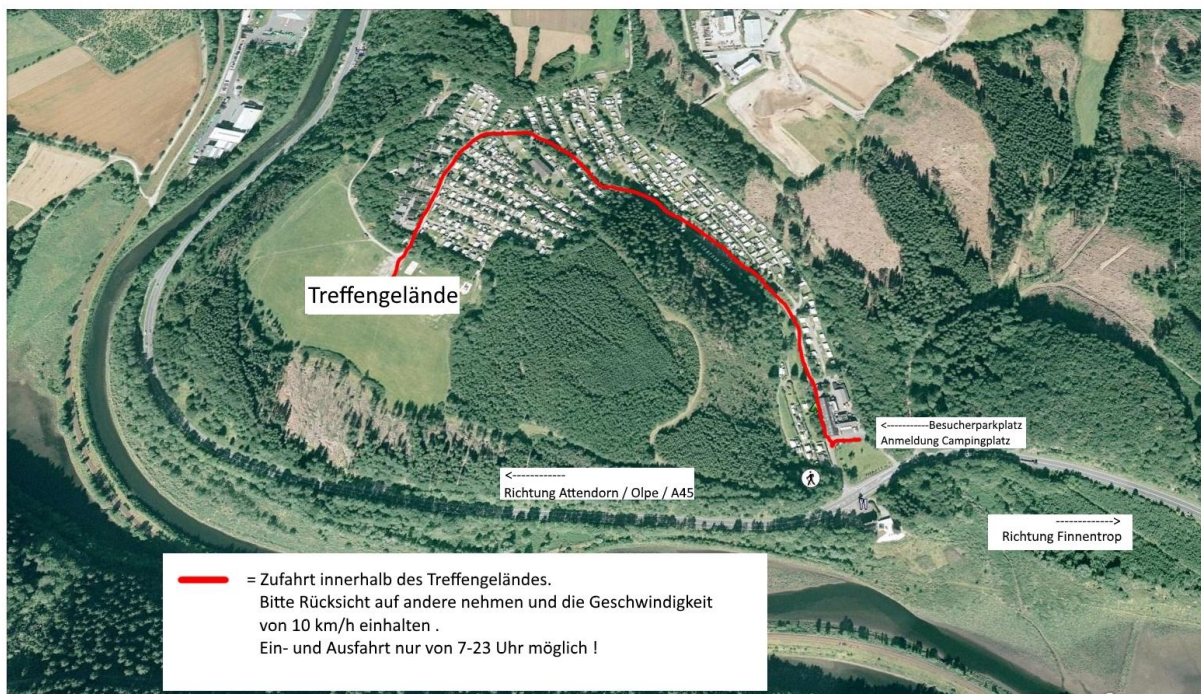 Treffengelände
<-----------Besucherparkplatz
Anmeldung Campingplatz
<------------
Richtung Attendorn / Olpe / A45
------------>
Richtung Finnentrop
= Zufahrt innerhalb des Treffengeländes.
Bitte Rücksicht auf andere nehmen und die Geschwindigkeit
von 10 km/h einhalten .
Ein- und Ausfahrt nur von 7-23 Uhr möglich !